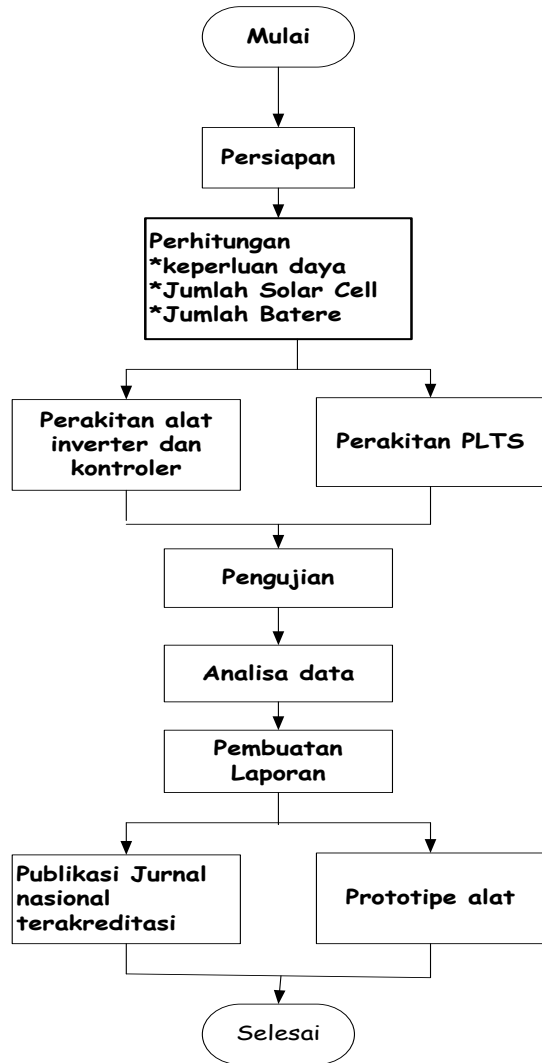 Mulai
Persiapan
Perhitungan
*keperluan daya
*Jumlah Solar Cell
*Jumlah Batere
Perakitan alat
inverter dan
kontroler
Perakitan PLTS
Pengujian
Analisa data
Pembuatan
Laporan
Publikasi Jurnal
nasional
terakreditasi
Prototipe alat
Selesai